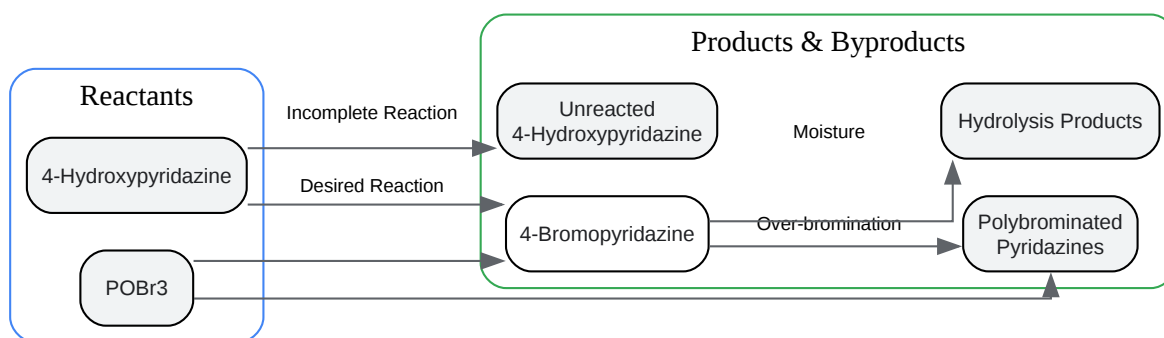 Products & Byproducts
Reactants
Incomplete Reaction
Unreacted
4-Hydroxypyridazine
Moisture
Hydrolysis Products
4-Hydroxypyridazine
Desired Reaction
4-Bromopyridazine
Over-bromination
Polybrominated
Pyridazines
POBr3